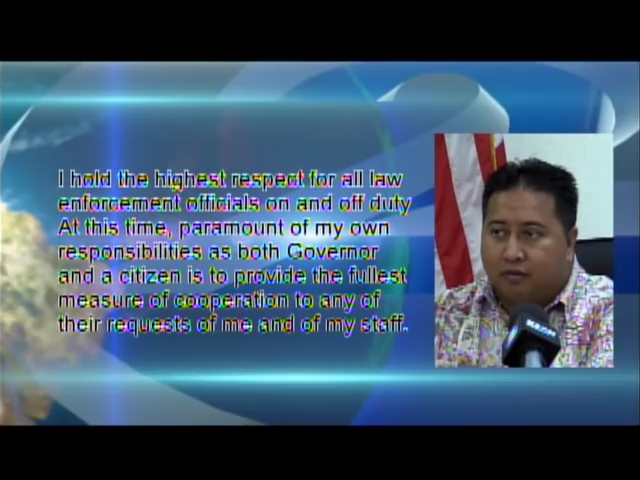 I hold the highest respect for all law
enforcement officials on and off duty
At this time, paramount of my own
responsibilities as both Governor
and a citizen is to provide the fullest
measure of cooperation to any of
their requests of me and of my staff.